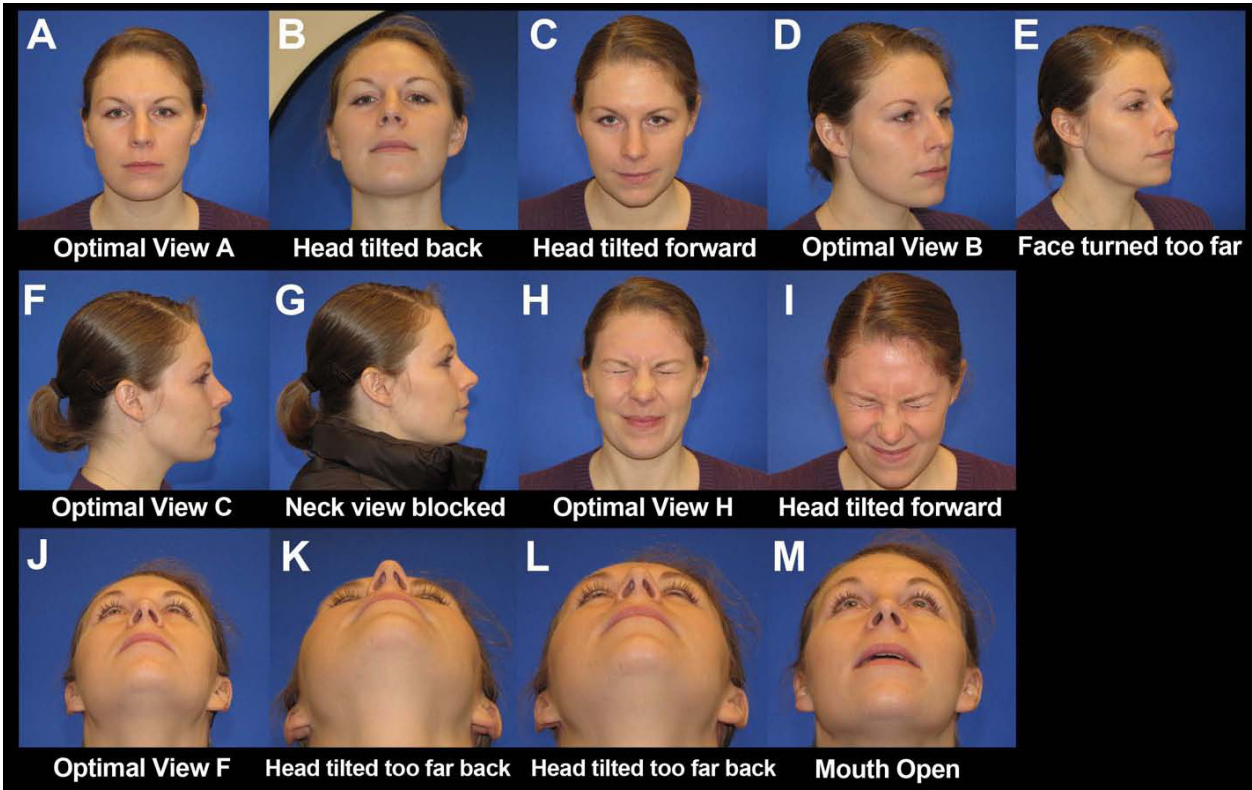 A B C D E
Optimal View A Head tilted back Head tilted forward Optimal View B Face turned too far
F G H I
Optimal View C Neck view blocked Optimal View H Head tilted forward
J K L M
Optimal View F Head tilted too far back Head tilted too far back Mouth Open